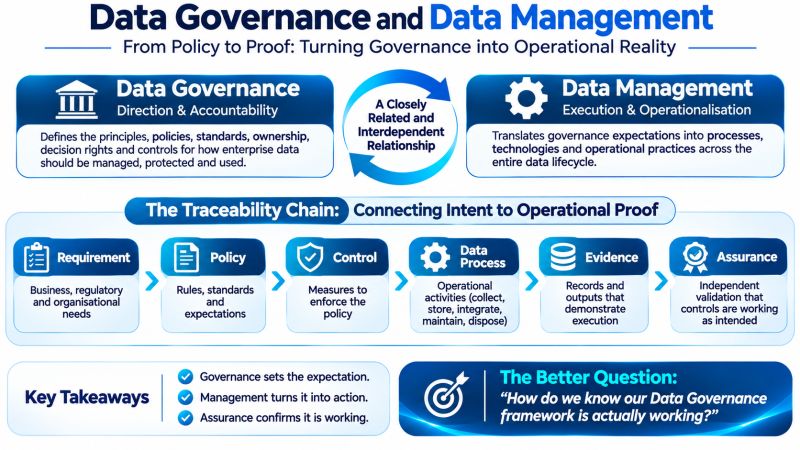 Data Governance and Data Management
From Policy to Proof: Turning Governance into Operational Reality
Data Governance
Direction & Accountability
Defines the principles, policies, standards, ownership,
decision rights and controls for how enterprise data
should be managed, protected and used.
A Closely
Related and
Interdependent
Relationship
Data Management
Execution & Operationalisation
Translates governance expectations into processes,
technologies and operational practices across the
entire data lifecycle.
The Traceability Chain: Connecting Intent to Operational Proof
Requirement
Business, regulatory
and organisational
needs
Policy
Rules, standards
and
expectations
Control
Measures to
enforce the
policy
Data
Process
Operational
activities (collect,
store, integrate,
maintain, dispose)
Evidence
Records and
outputs that
demonstrate
execution
Assurance
Independent
validation that
controls are working
as intended
Key Takeaways
Governance sets the expectation.
Management turns it into action.
Assurance confirms it is working.
The Better Question:
“How do we know our Data Governance
framework is actually working?”